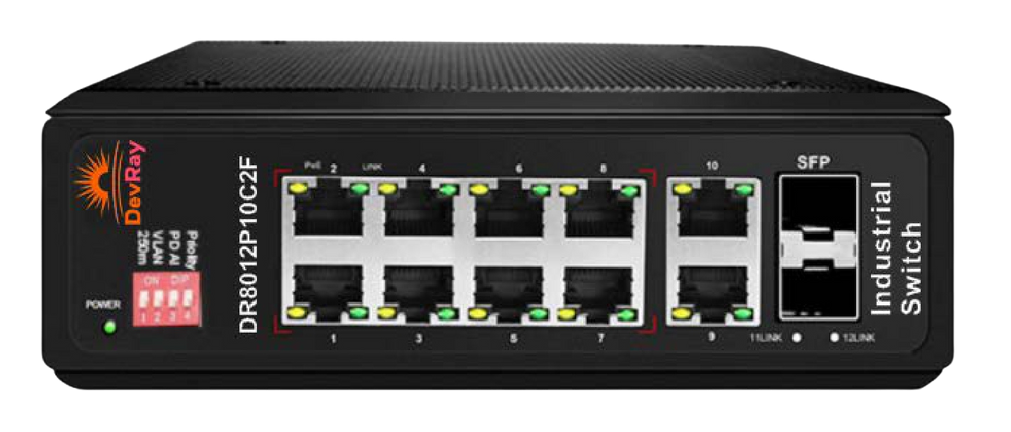 DevRay
DR8012P10C2F
PoE 2 LINK 4 6 8 10 SFP
250m
VLAN
PD AI
Priority
ON DIP
1 2 3 4
POWER
1 3 5 7 9 11LINK 12LINK
Industrial
Switch